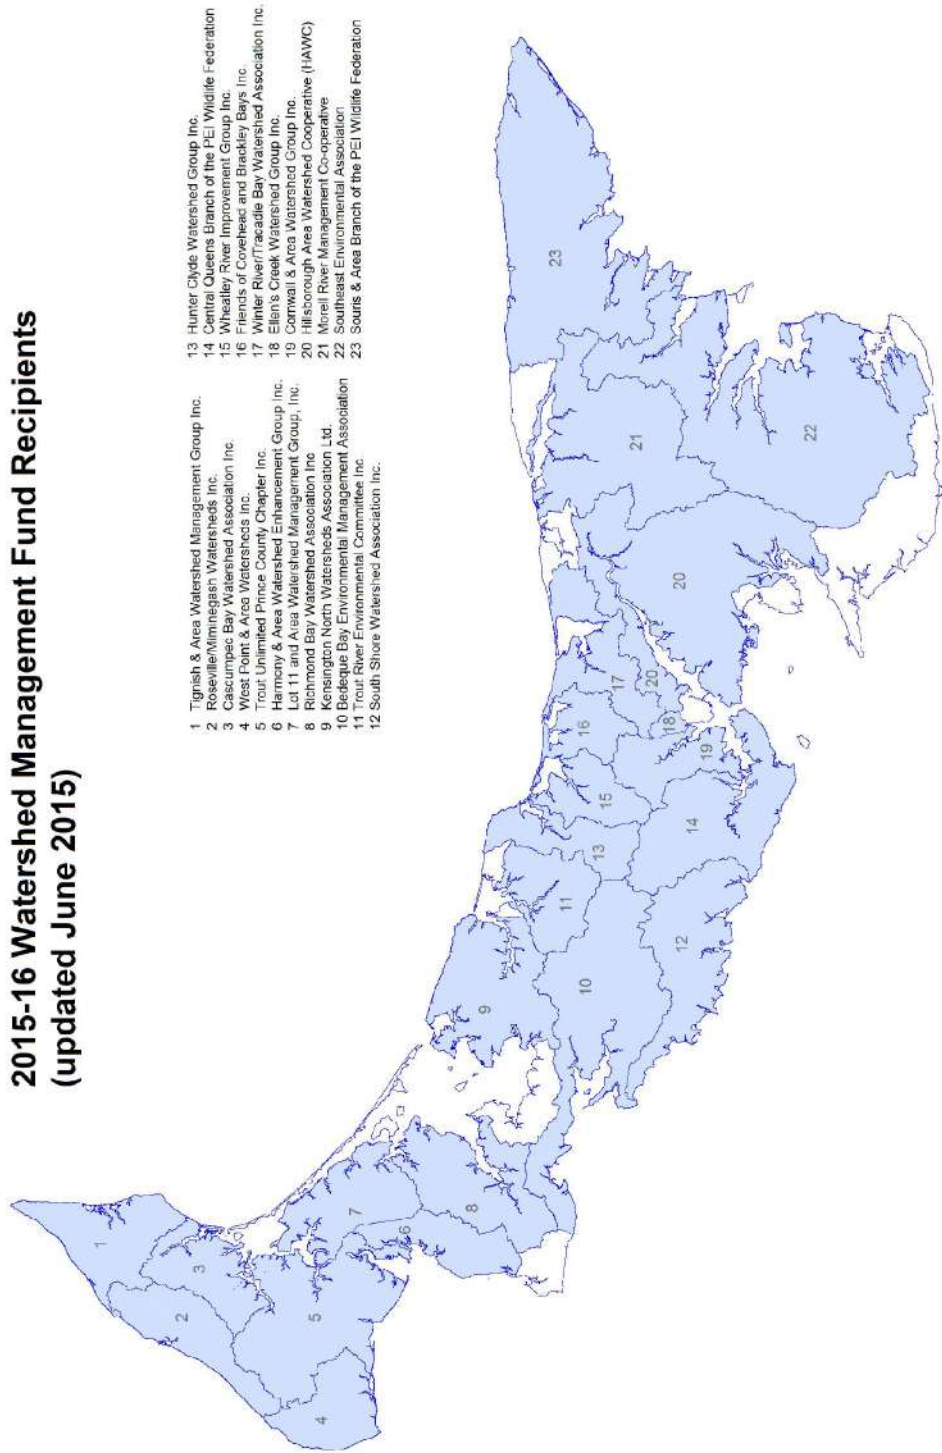 2015-16 Watershed Management Fund Recipients
(updated June 2015)
1 Tignish & Area Watershed Management Group Inc.
2 Roseville/Miminegash Watersheds Inc.
3 Cascumpec Bay Watershed Association Inc.
4 West Point & Area Watersheds Inc.
5 Trout Unlimited Prince County Chapter Inc.
6 Harmony & Area Watershed Enhancement Group Inc.
7 Lot 11 and Area Watershed Management Group, Inc.
8 Richmond Bay Watershed Association Inc
9 Kensington North Watersheds Association Ltd.
10 Bedeque Bay Environmental Management Association
11 Trout River Environmental Committee Inc
12 South Shore Watershed Association Inc.
13 Hunter Clyde Watershed Group Inc.
14 Central Queens Branch of the PEI Wildlife Federation
15 Wheatley River Improvement Group Inc.
16 Friends of Covehead and Brackley Bays Inc.
17 Winter River/Tracadie Bay Watershed Association Inc.
18 Ellen's Creek Watershed Group Inc.
19 Cornwall & Area Watershed Group Inc.
20 Hillsborough Area Watershed Cooperative (HAWC)
21 Morell River Management Co-operative
22 Southeast Environmental Association
23 Souris & Area Branch of the PEI Wildlife Federation
1
2
3
4
5
6
7
8
9
10
11
12
13
14
15
16
17
18
19
20
20
21
22
23